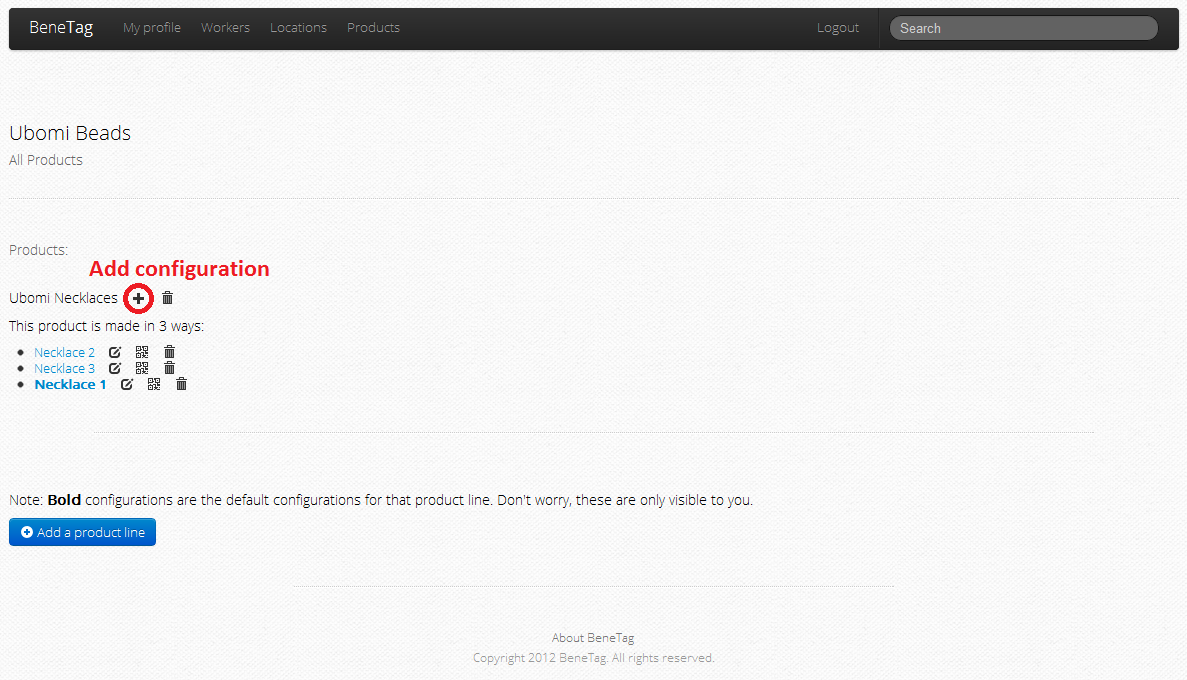 BeneTag My profile Workers Locations Products Logout Search
Ubomi Beads
All Products
Products:
Add configuration
Ubomi Necklaces
This product is made in 3 ways:
Necklace 2
Necklace 3
Necklace 1
Note: Bold configurations are the default configurations for that product line. Don't worry, these are only visible to you.
Add a product line
About BeneTag
Copyright 2012 BeneTag. All rights reserved.